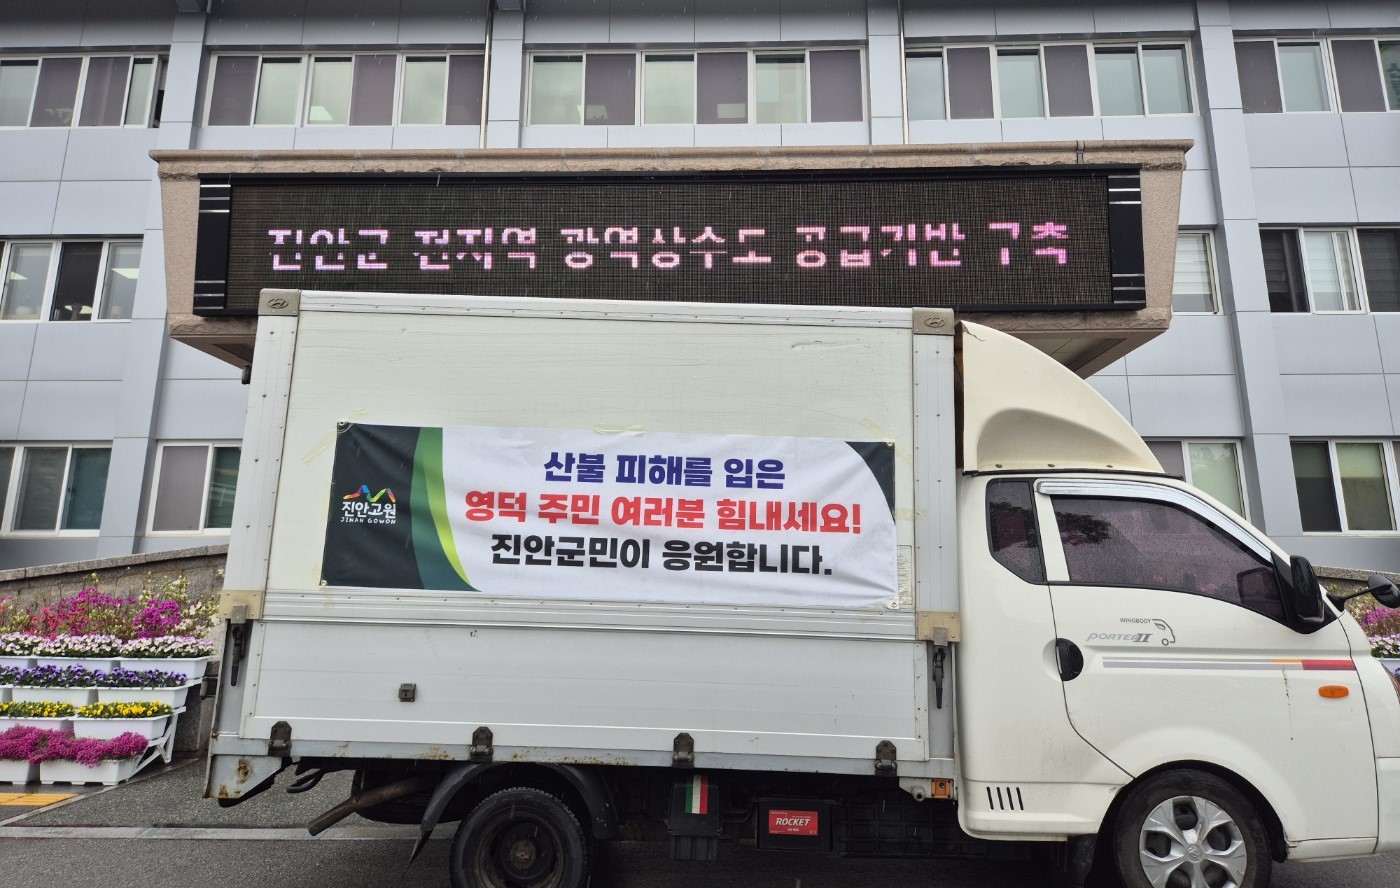 진안군 전지역 광역상수도 공급기반 구축
산불 피해를 입은
영덕 주민 여러분 힘내세요!
진안군민이 응원합니다.
진안고원
JINAN GOWON
WINGBODY
PORTER II
ROCKET